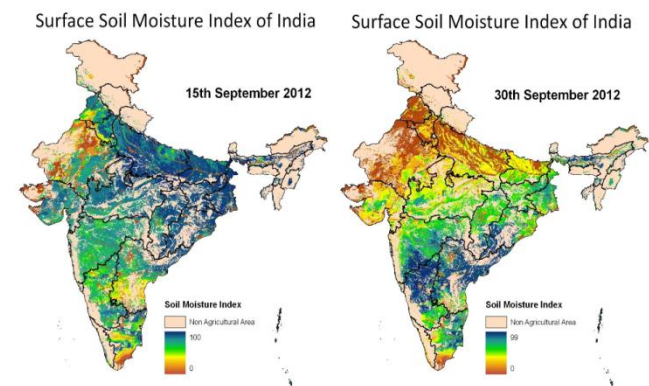 Surface Soil Moisture Index of India
15th September 2012
Soil Moisture Index
Non Agricultural Area
100
0
Surface Soil Moisture Index of India
30th September 2012
Soil Moisture Index
Non Agricultural Area
99
0